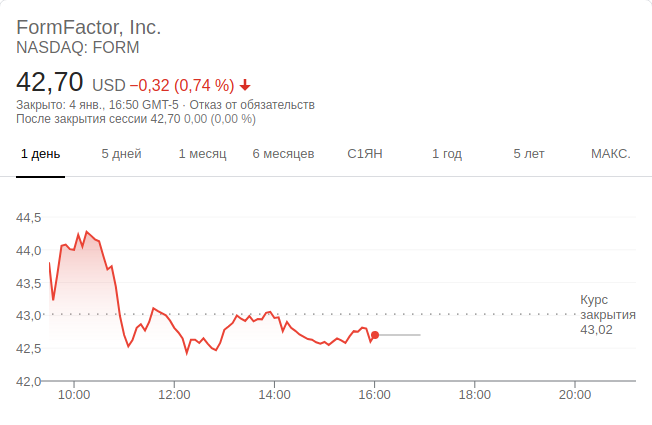 FormFactor, Inc.
NASDAQ: FORM
42,70 USD −0,32 (0,74 %)
Закрыто: 4 янв., 16:50 GMT-5 · Отказ от обязательств
После закрытия сессии 42,70 0,00 (0,00 %)
1 день 5 дней 1 месяц 6 месяцев С1ЯН 1 год 5 лет МАКС.
44,5
44,0
43,5
Курс
43,0 закрытия
43,02
42,5
42,0
10:00 12:00 14:00 16:00 18:00 20:00